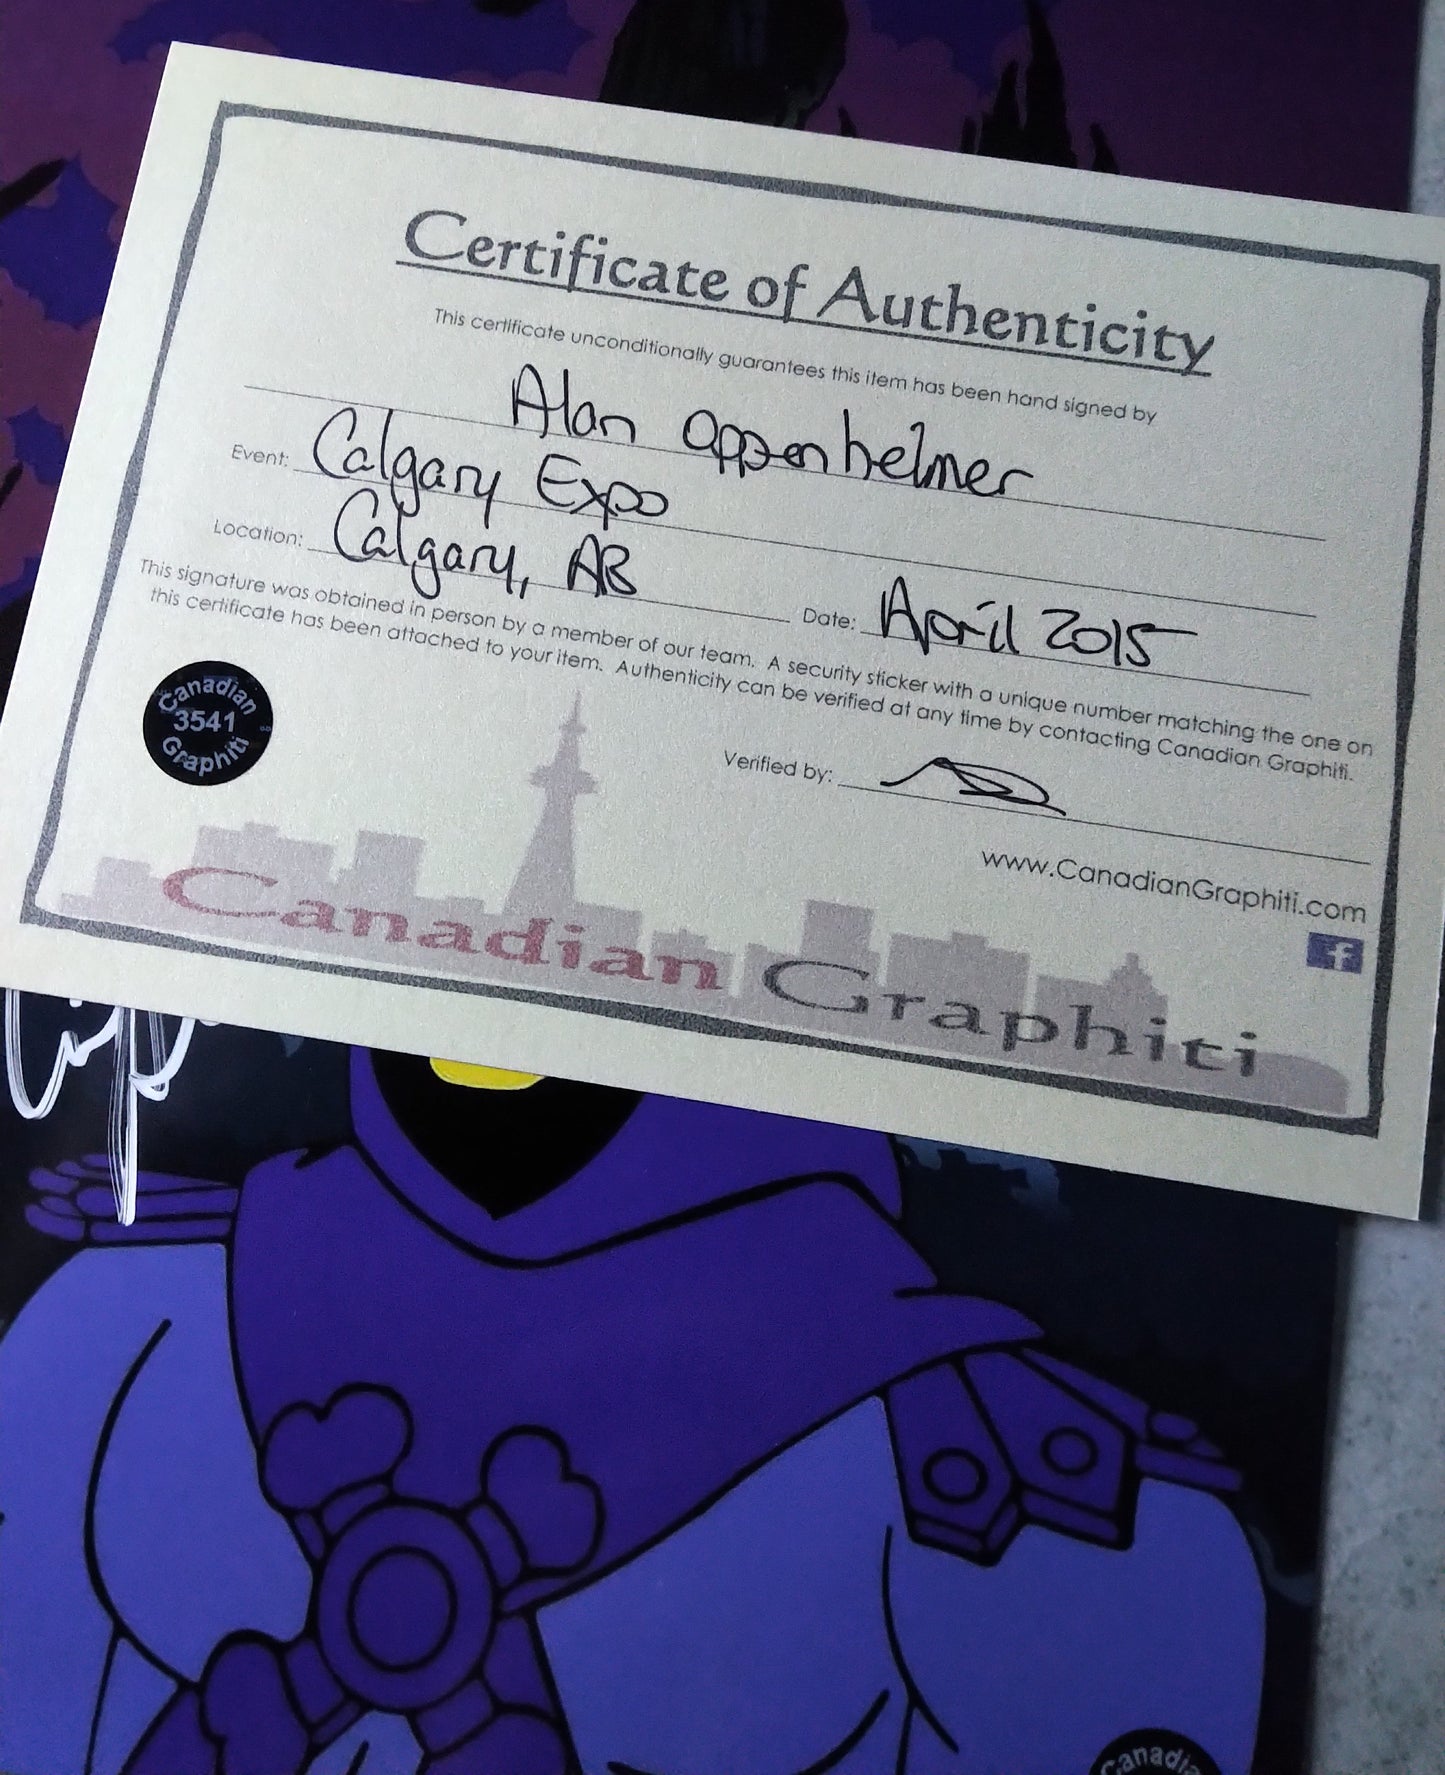 Certificate of Authenticity
This certificate unconditionally guarantees this item has been hand signed by
Alan Oppenheimer
Event: Calgary Expo
Location: Calgary, AB
Date: April 2015
This signature was obtained in person by a member of our team. A security sticker with a unique number matching the one on
this certificate has been attached to your item. Authenticity can be verified at any time by contacting Canadian Graphiti.
Canadian
3541
Graphiti
Verified by:
www.CanadianGraphiti.com
f
Canadian Graphiti
Canadian